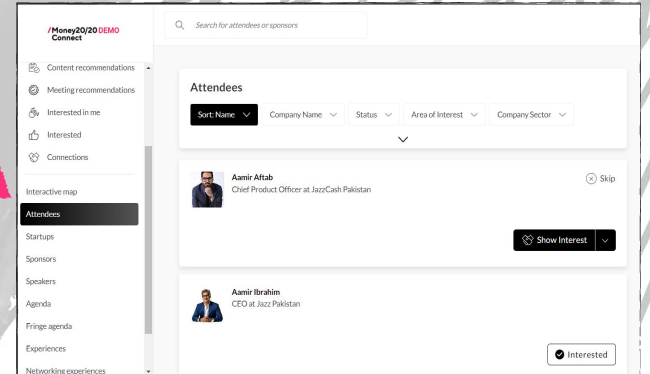 /Money20/20 DEMO
Connect
Search for attendees or sponsors
Content recommendations
Meeting recommendations
Interested in me
Interested
Connections
Interactive map
Attendees
Startups
Sponsors
Speakers
Agenda
Fringe agenda
Experiences
Networking experiences
Attendees
Sort: Name
Company Name
Status
Area of Interest
Company Sector
Aamir Aftab
Chief Product Officer at JazzCash Pakistan
Skip
Show Interest
Aamir Ibrahim
CEO at Jazz Pakistan
Interested